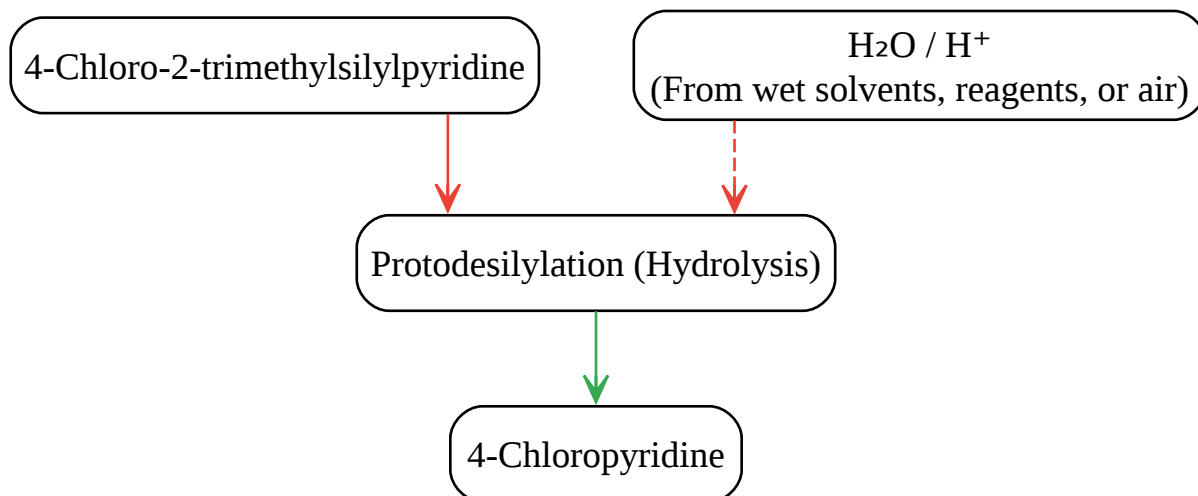 4-Chloro-2-trimethylsilylpyridine
H₂O / H⁺
(From wet solvents, reagents, or air)
Protodesilylation (Hydrolysis)
4-Chloropyridine